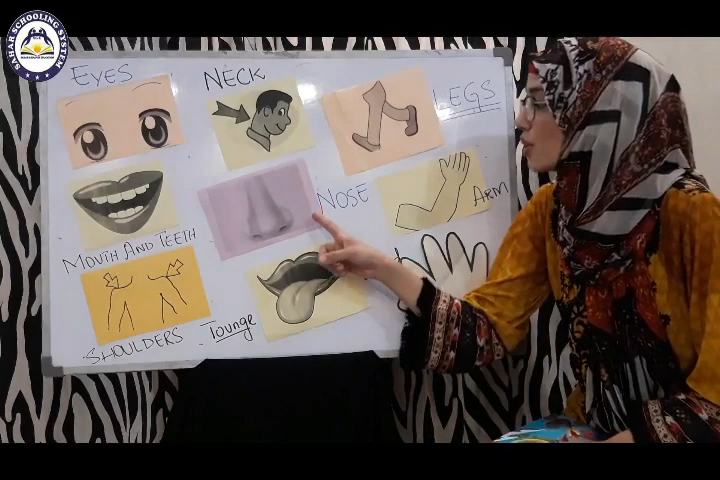 SAHAR SCHOOLING SYSTEM
EYES
NECK
LEGS
NOSE
ARM
MOUTH AND TEETH
SHOULDERS
Tounge